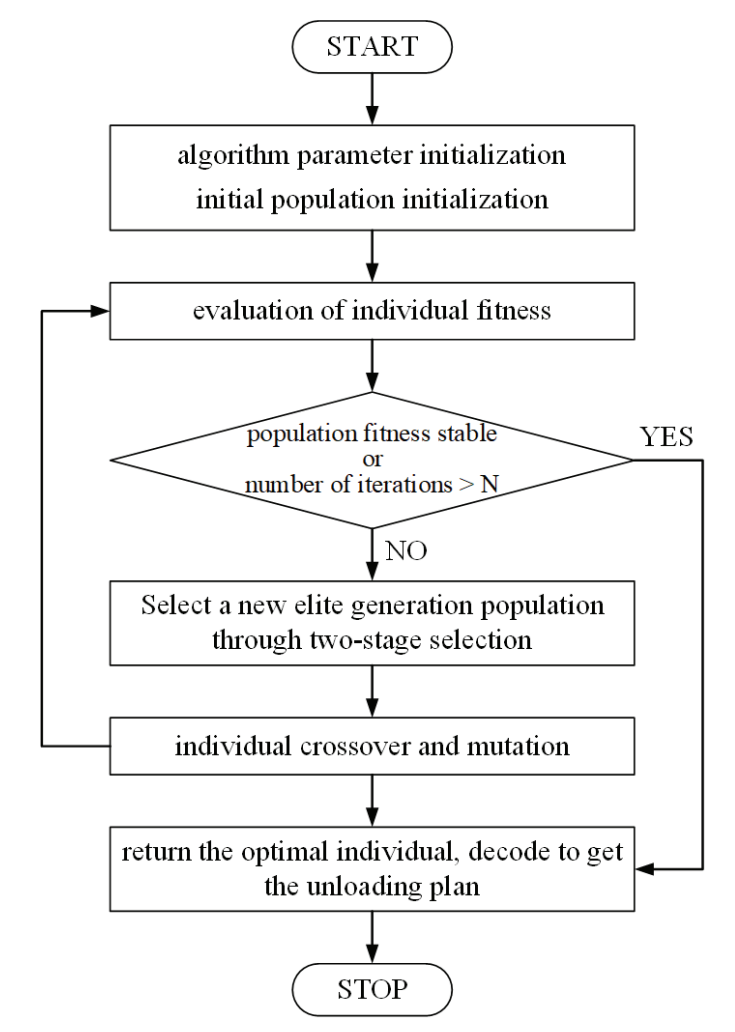 START
algorithm parameter initialization
initial population initialization
evaluation of individual fitness
population fitness stable
or
number of iterations > N
YES
NO
Select a new elite generation population
through two-stage selection
individual crossover and mutation
return the optimal individual, decode to get
the unloading plan
STOP